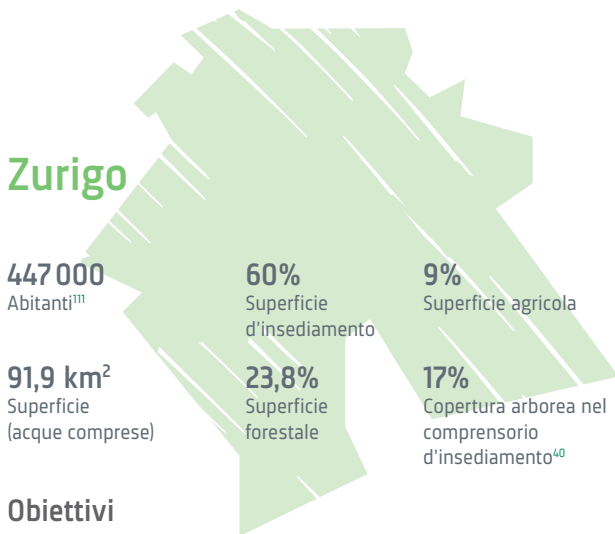 Zurigo
447 000
Abitanti¹¹¹
60%
Superficie
d'insediamento
9%
Superficie agricola
91,9 km²
Superficie
(acque comprese)
23,8%
Superficie
forestale
17%
Copertura arborea nel
comprensorio
d'insediamento⁴⁰
Obiettivi